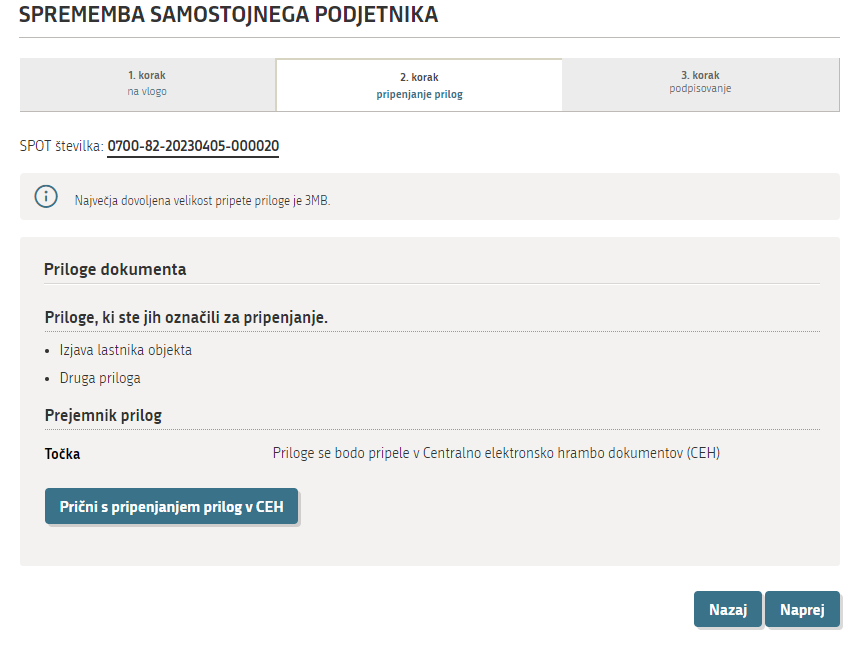 SPREMEMBA SAMOSTOJNEGA PODJETNIKA
1. korak
na vlogo
2. korak
pripenjanje prilog
3. korak
podpisovanje
SPOT številka: 0700-82-20230405-000020
Največja dovoljena velikost pripete priloge je 3MB.
Priloge dokumenta
Priloge, ki ste jih označili za pripenjanje.
• Izjava lastnika objekta
• Druga priloga
Prejemnik prilog
Točka Priloge se bodo pripele v Centralno elektronsko hrambo dokumentov (CEH)
Prični s pripenjanjem prilog v CEH
Nazaj Naprej